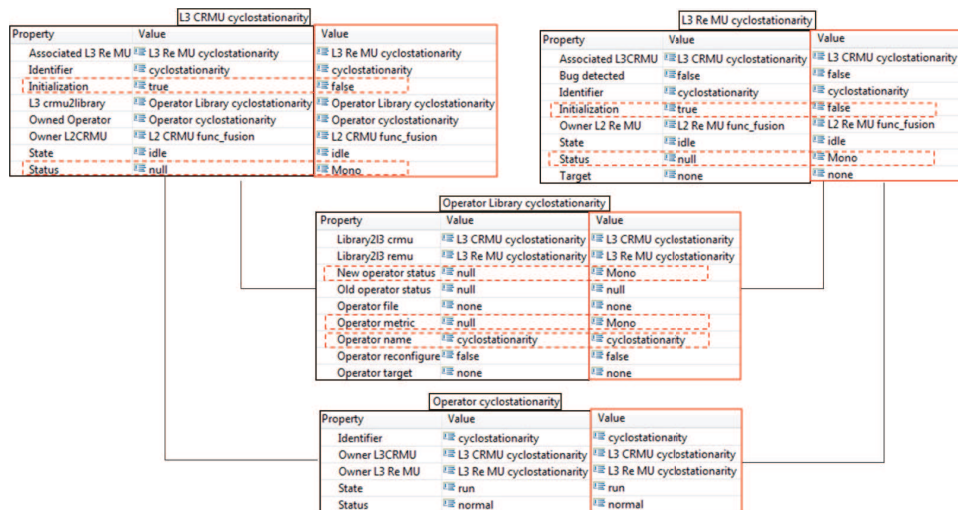 L3 CRMU cyclostationarity
Property Value Value
Associated L3 Re MU L3 Re MU cyclostationarity L3 Re MU cyclostationarity
Identifier cyclostationarity cyclostationarity
Initialization true false
L3 crmu2library Operator Library cyclostationarity Operator Library cyclostationarity
Owned Operator Operator cyclostationarity Operator cyclostationarity
Owner L2CRMU L2 CRMU func_fusion L2 CRMU func_fusion
State idle idle
Status null Mono
L3 Re MU cyclostationarity
Property Value Value
Associated L3CRMU L3 CRMU cyclostationarity L3 CRMU cyclostationarity
Bug detected false false
Identifier cyclostationarity cyclostationarity
Initialization true false
Owner L2 Re MU L2 Re MU func_fusion L2 Re MU func_fusion
State idle idle
Status null Mono
Target none none
Operator Library cyclostationarity
Property Value Value
Library2l3 crmu L3 CRMU cyclostationarity L3 CRMU cyclostationarity
Library2l3 remu L3 Re MU cyclostationarity L3 Re MU cyclostationarity
New operator status null Mono
Old operator status null null
Operator file none none
Operator metric null Mono
Operator name cyclostationarity cyclostationarity
Operator reconfigure false false
Operator target none none
Operator cyclostationarity
Property Value Value
Identifier cyclostationarity cyclostationarity
Owner L3CRMU L3 CRMU cyclostationarity L3 CRMU cyclostationarity
Owner L3 Re MU L3 Re MU cyclostationarity L3 Re MU cyclostationarity
State run run
Status normal normal